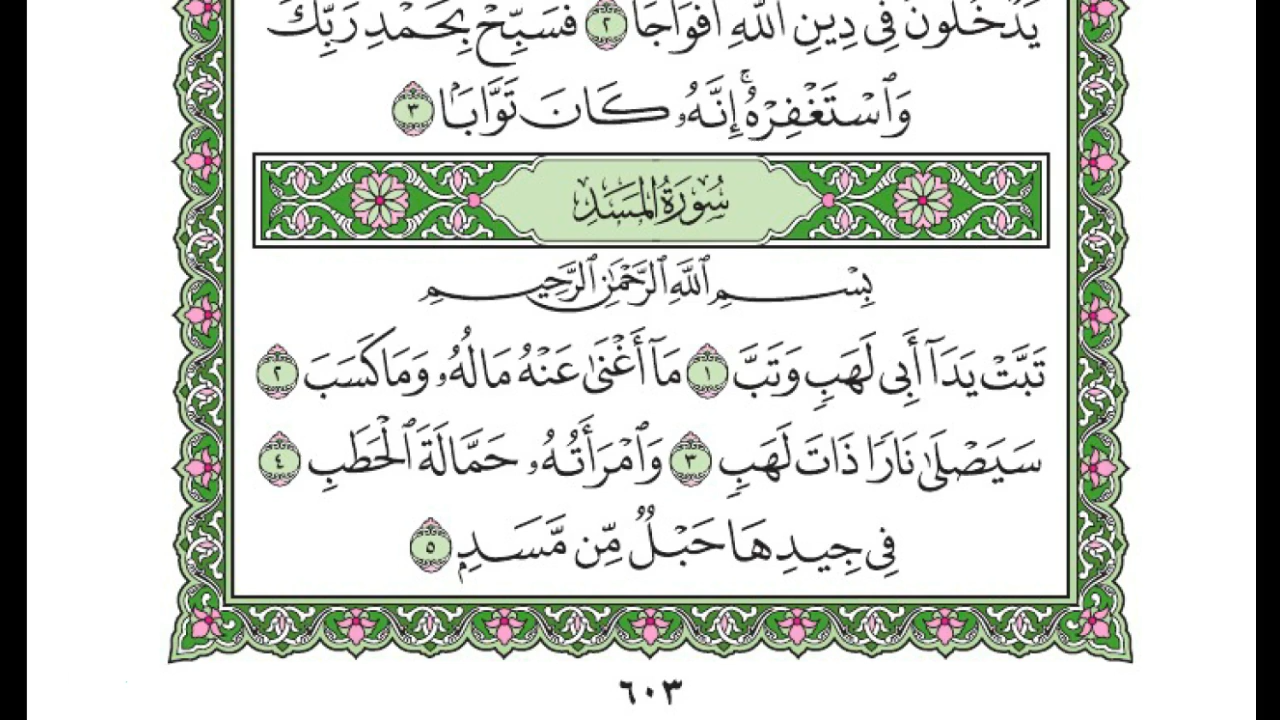 يَدْخُلُونَ فِي دِينِ ٱللَّهِ أَفْوَاجٗا ٢ فَسَبِّحۡ بِحَمۡدِ رَبِّكَ
وَٱسۡتَغۡفِرۡهُۚ إِنَّهُۥ كَانَ تَوَّابَۢا ٣
سُورَةُ المَسَدِ
بِسۡمِ ٱللَّهِ ٱلرَّحۡمَٰنِ ٱلرَّحِيمِ
تَبَّتۡ يَدَآ أَبِي لَهَبٖ وَتَبَّ ١ مَآ أَغۡنَىٰ عَنۡهُ مَالُهُۥ وَمَا كَسَبَ ٢
سَيَصۡلَىٰ نَارٗا ذَاتَ لَهَبٖ ٣ وَٱمۡرَأَتُهُۥ حَمَّالَةَ ٱلۡحَطَبِ ٤
فِي جِيدِهَا حَبۡلٞ مِّن مَّسَدِۭ ٥
٦٠٣